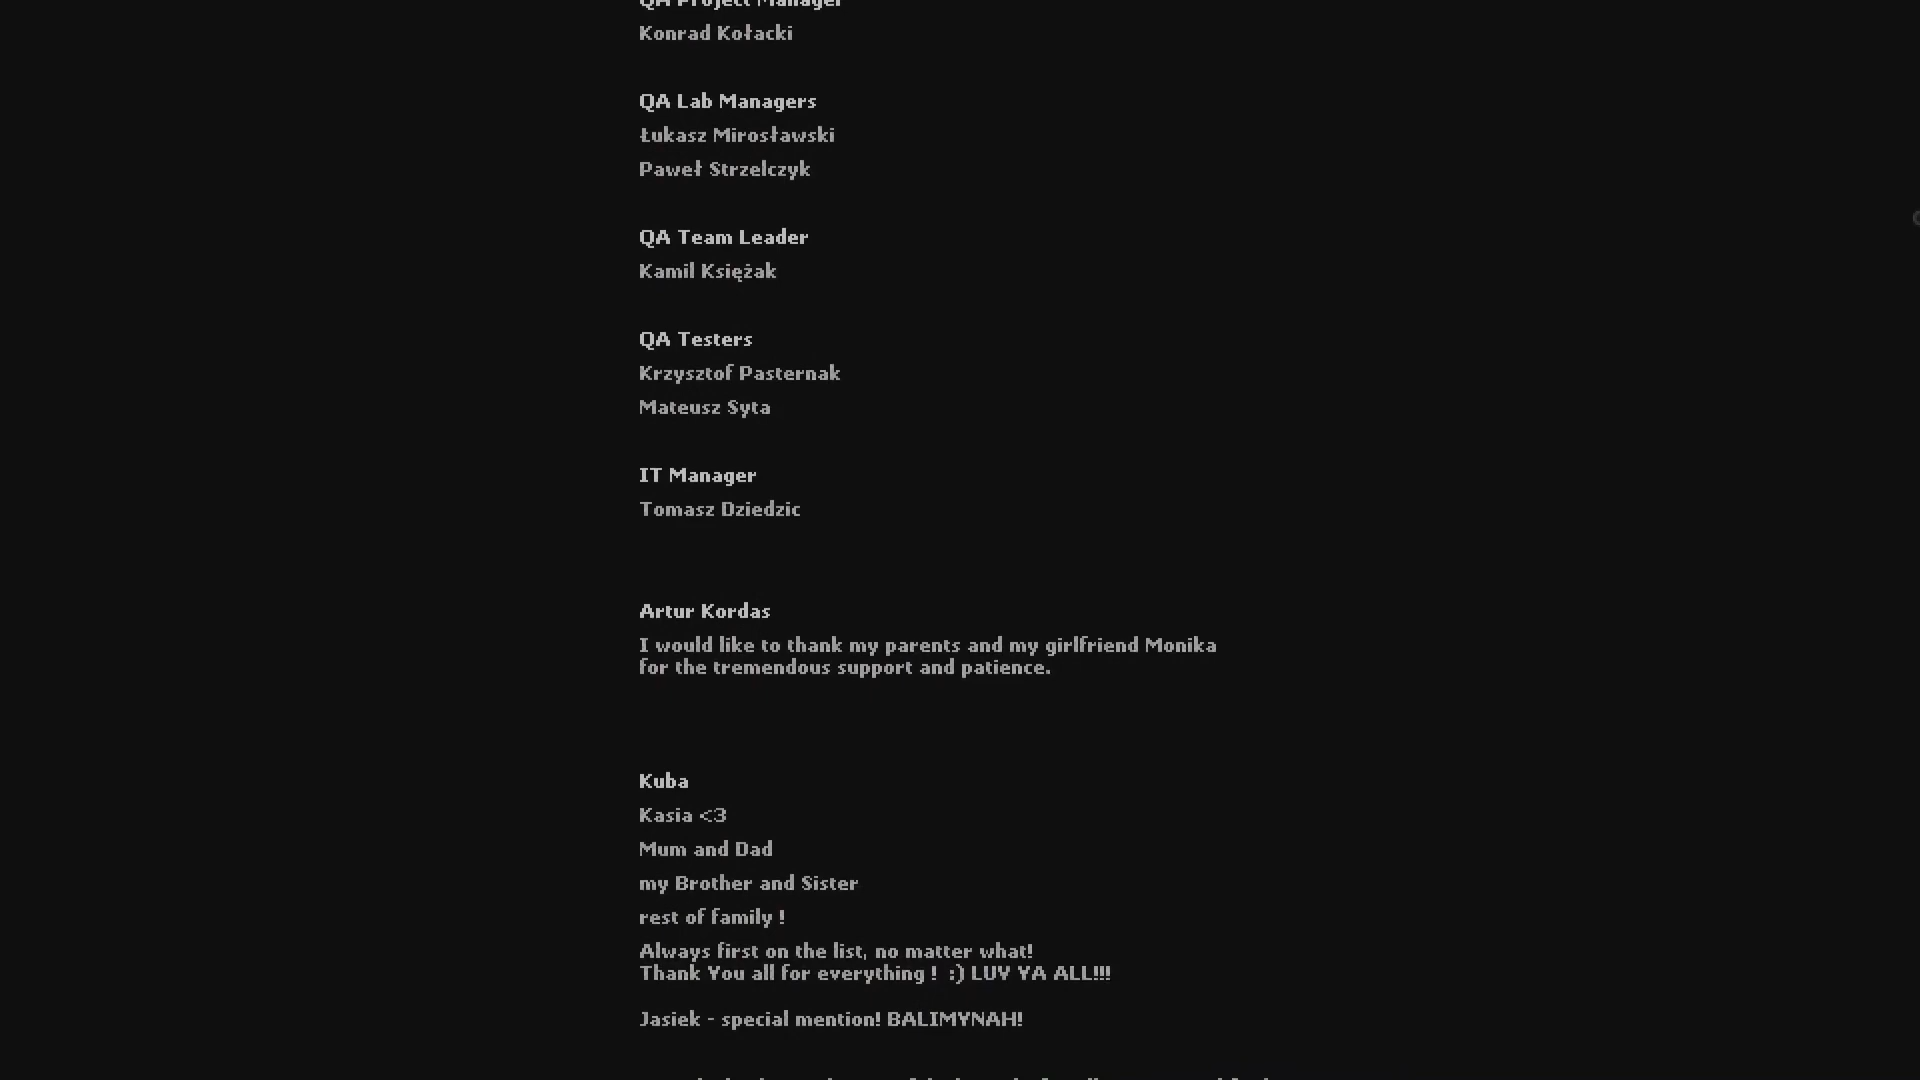 QA Project Manager
Konrad Kołacki
QA Lab Managers
Łukasz Mirosławski
Paweł Strzelczyk
QA Team Leader
Kamil Księżak
QA Testers
Krzysztof Pasternak
Mateusz Syta
IT Manager
Tomasz Dziedzic
Artur Kordas
I would like to thank my parents and my girlfriend Monika
for the tremendous support and patience.
Kuba
Kasia <3
Mum and Dad
my Brother and Sister
rest of family !
Always first on the list, no matter what!
Thank You all for everything !  :) LUV YA ALL!!!
Jasiek - special mention! BALIMYNAH!